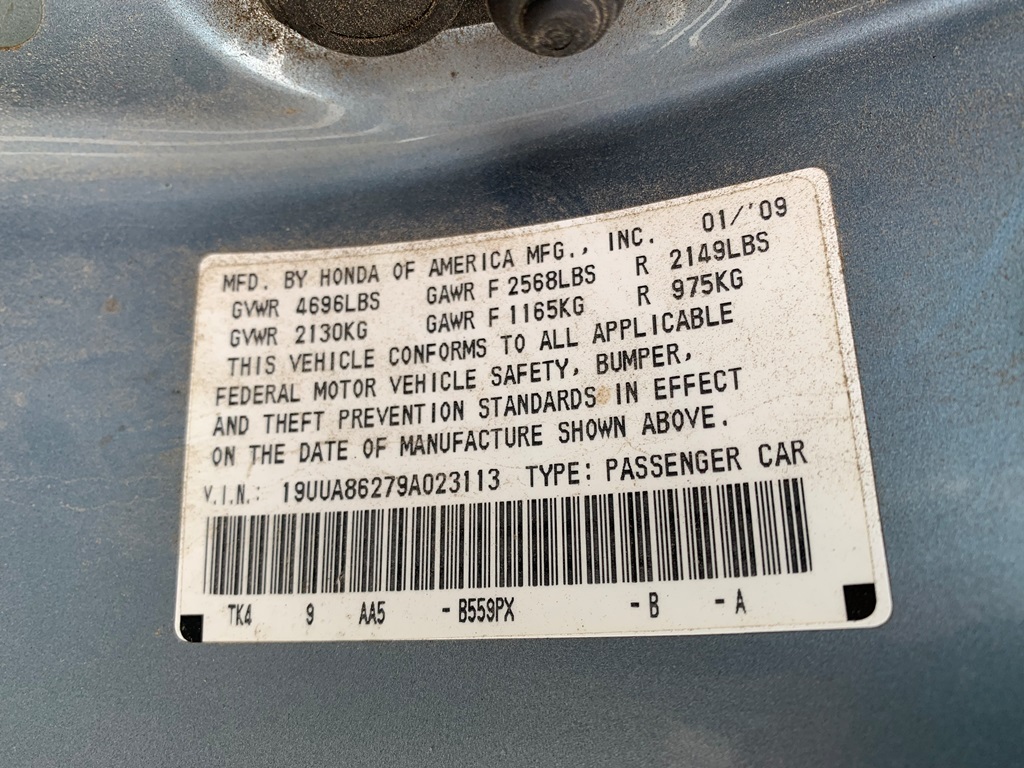 MFD. BY HONDA OF AMERICA MFG., INC. 01/'09
GVWR 4696LBS GAWR F 2568LBS R 2149LBS
GVWR 2130KG GAWR F 1165KG R 975KG
THIS VEHICLE CONFORMS TO ALL APPLICABLE
FEDERAL MOTOR VEHICLE SAFETY, BUMPER,
AND THEFT PREVENTION STANDARDS IN EFFECT
ON THE DATE OF MANUFACTURE SHOWN ABOVE.
V.I.N.: 19UUA86279A023113 TYPE: PASSENGER CAR
TK4 9 AA5 -B559PX -B -A